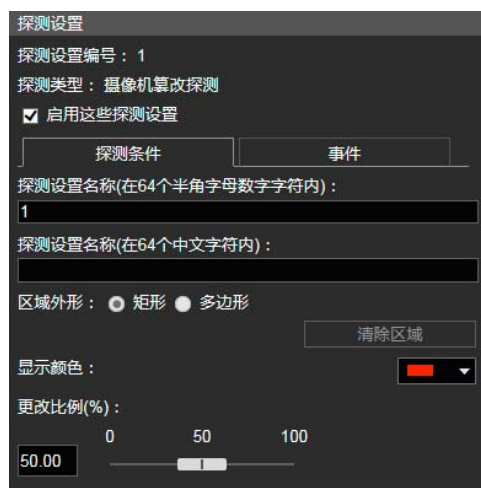 探测设置
探测设置编号：1
探测类型：摄像机篡改探测
启用这些探测设置
探测条件 事件
探测设置名称(在64个半角字母数字字符内)：
1
探测设置名称(在64个中文字符内)：
区域外形： 矩形 多边形
清除区域
显示颜色：
更改比例(%)：
0 50 100
50.00